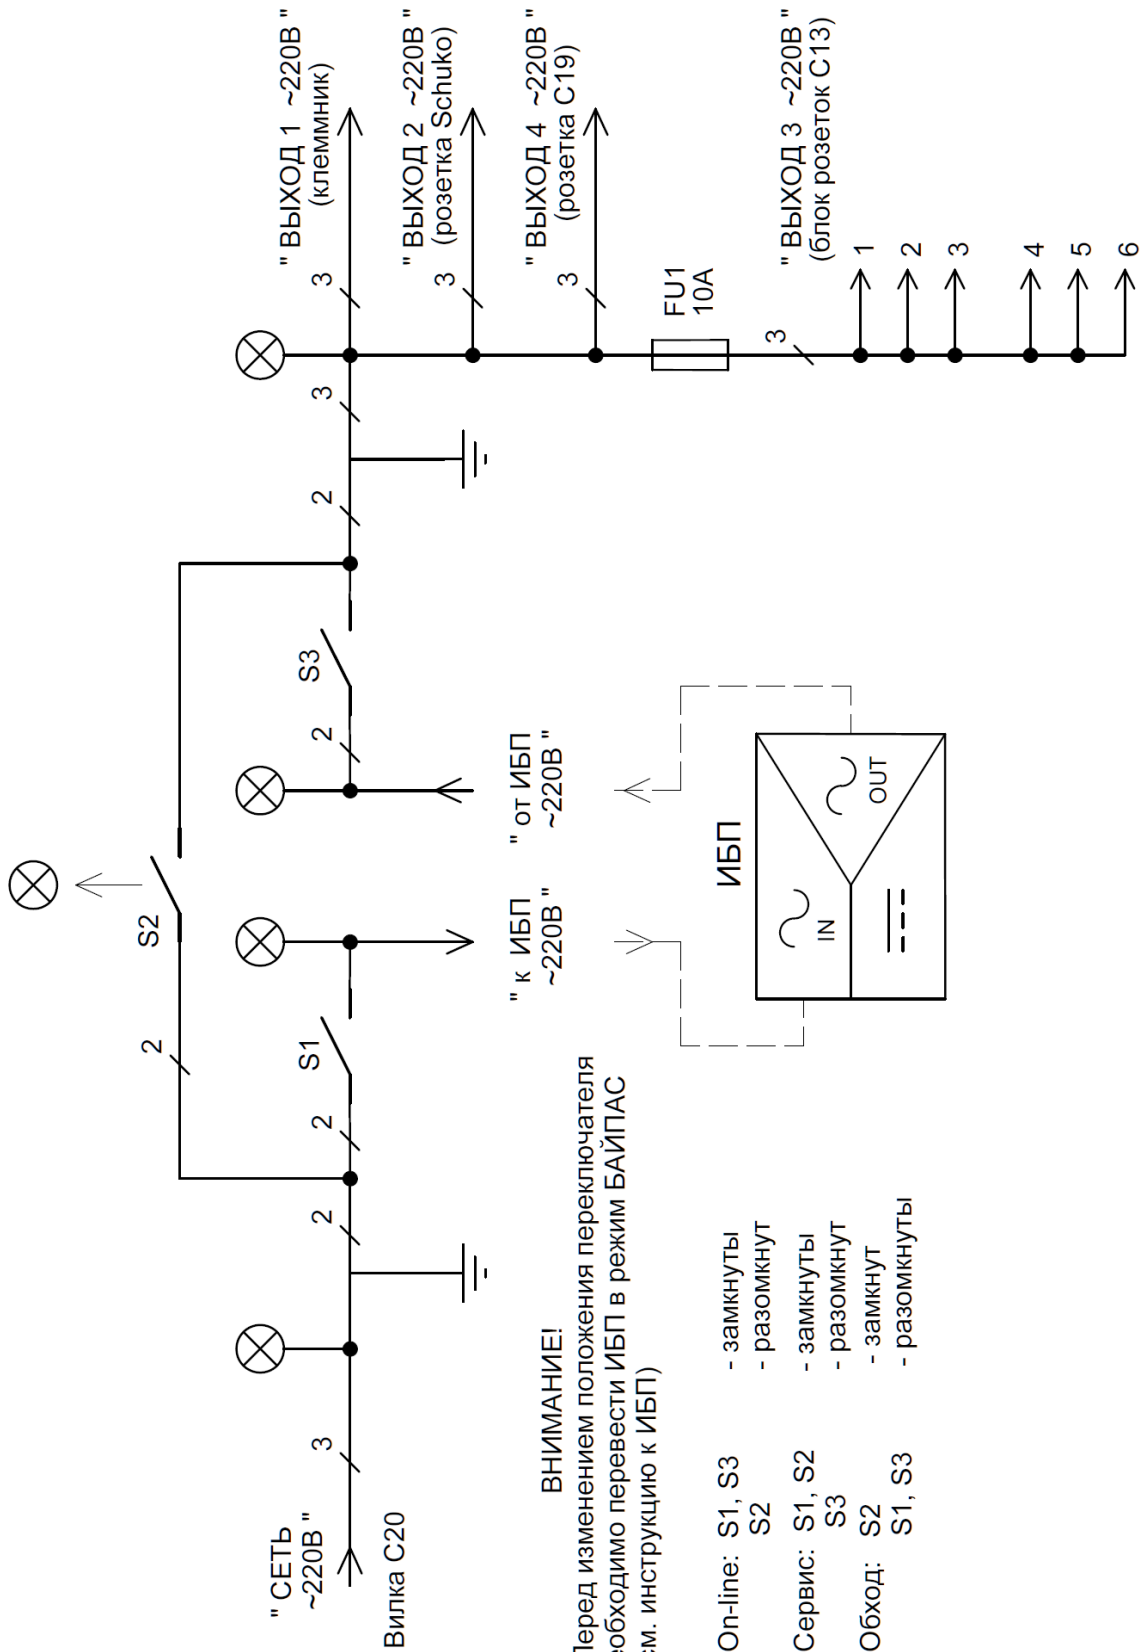 " СЕТЬ
~220В "
Вилка С20
3
2
2
S1
2
S2
" к ИБП
~220В "
" от ИБП
~220В "
2
S3
2
3
3
" ВЫХОД 1 ~220В "
(клеммник)
3
" ВЫХОД 2 ~220В "
(розетка Schuko)
3
" ВЫХОД 4 ~220В "
(розетка С19)
FU1
10А
3
" ВЫХОД 3 ~220В "
(блок розеток С13)
1
2
3
4
5
6
ИБП
IN
OUT
ВНИМАНИЕ!
Перед изменением положения переключателя
еобходимо перевести ИБП в режим БАЙПАС
см. инструкцию к ИБП)
On-line: S1, S3 - замкнуты
S2 - разомкнут
Сервис: S1, S2 - замкнуты
S3 - разомкнут
Обход: S2 - замкнут
S1, S3 - разомкнуты